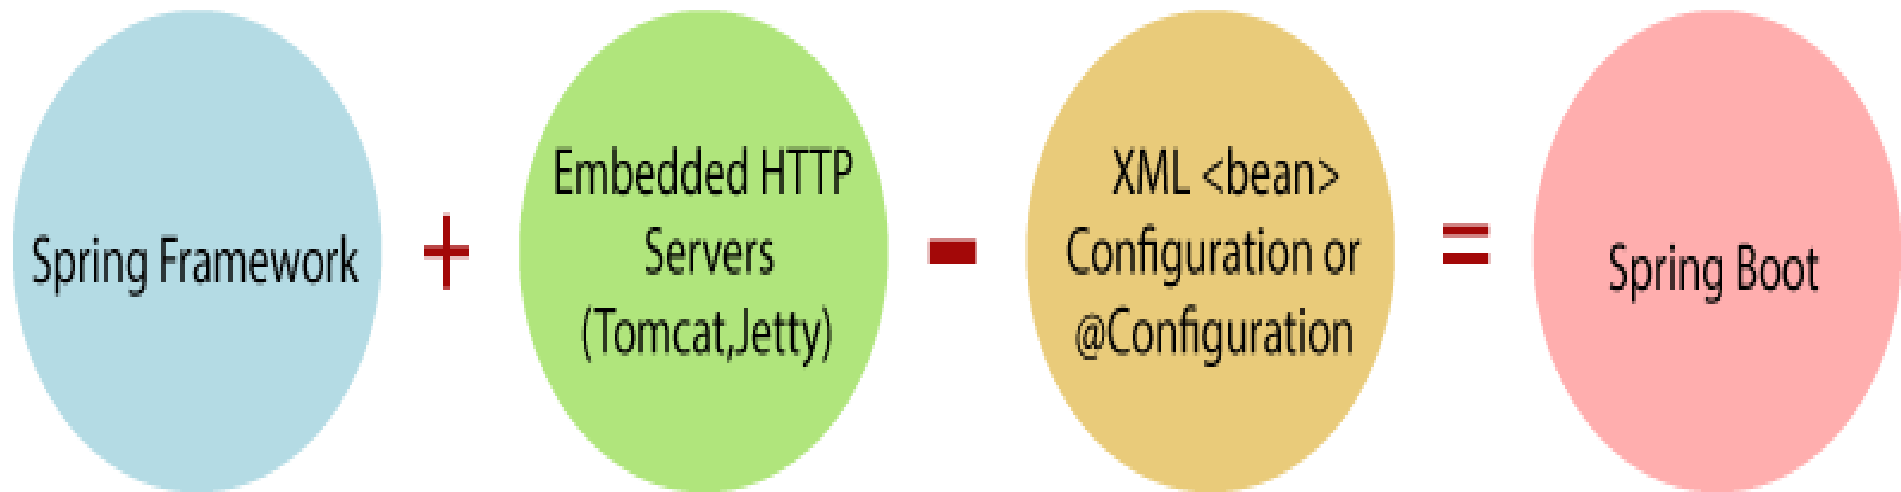 Spring Framework
+
Embedded HTTP
Servers
(Tomcat,Jetty)
-
XML <bean>
Configuration or
@Configuration
=
Spring Boot